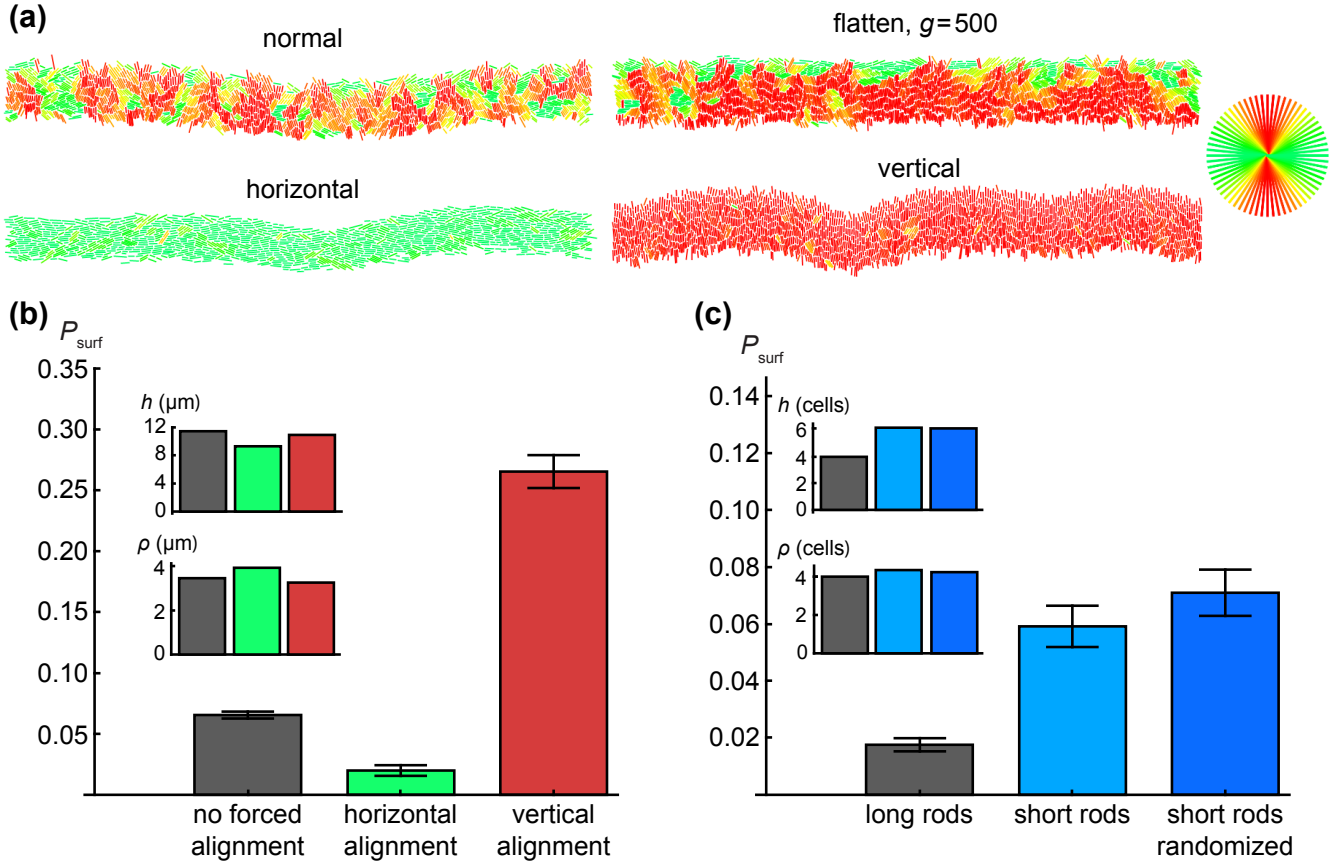 (a)
normal
flatten, g=500
horizontal
vertical
(b)
P surf
0.35
0.30
0.25
0.20
0.15
0.10
0.05
h (μm)
12
8
4
0
ρ (μm)
4
2
0
no forced
alignment
horizontal
alignment
vertical
alignment
(c)
P surf
0.14
0.12
0.10
0.08
0.06
0.04
0.02
h (cells)
6
4
2
0
ρ (cells)
4
2
0
long rods
short rods
short rods
randomized